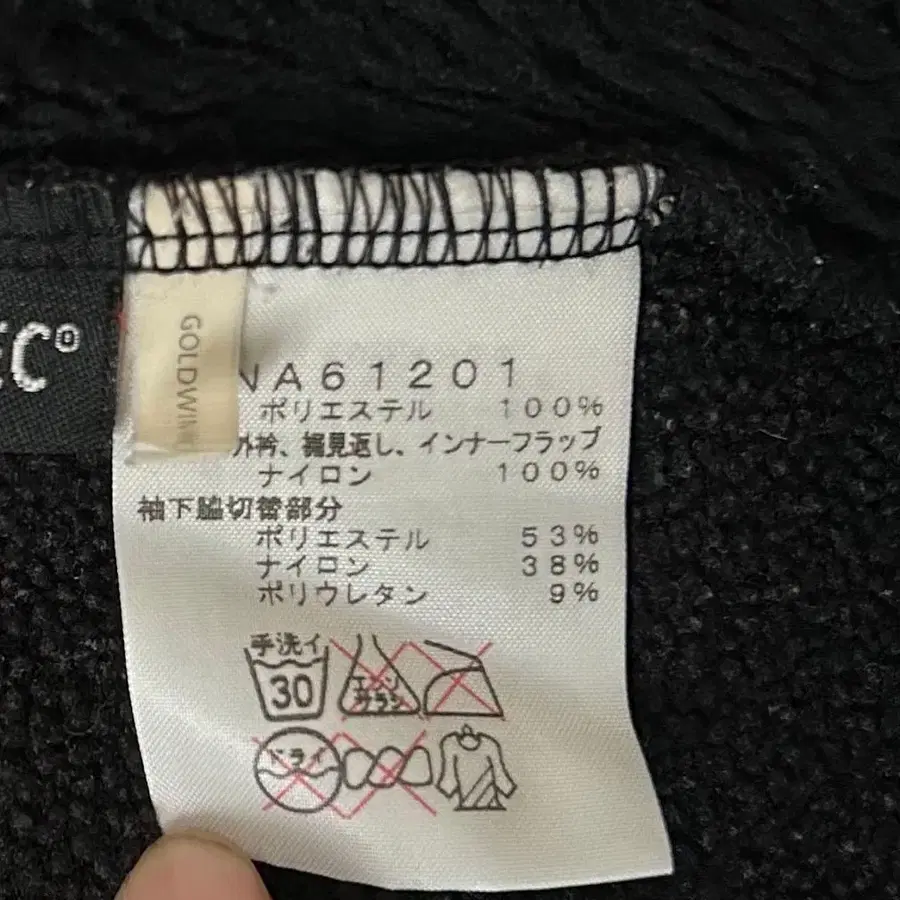 EC°
GOLDWIN
NA61201
ポリエステル 100%
外衿、裾見返し、インナーフラップ
ナイロン 100%
袖下脇切替部分
ポリエステル 53%
ナイロン 38%
ポリウレタン 9%
手洗イ
30
エンソサラシ
ドライ